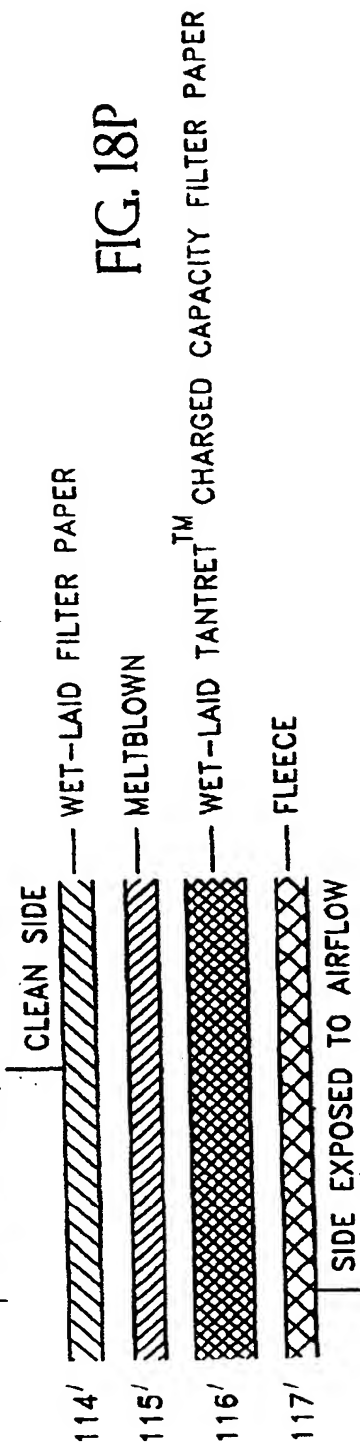 CLEAN SIDE
114′ WET-LAID FILTER PAPER
115′ MELTBLOWN
116′ WET-LAID TANTRET™ CHARGED CAPACITY FILTER PAPER
117′ FLEECE
SIDE EXPOSED TO AIRFLOW
FIG. 18P